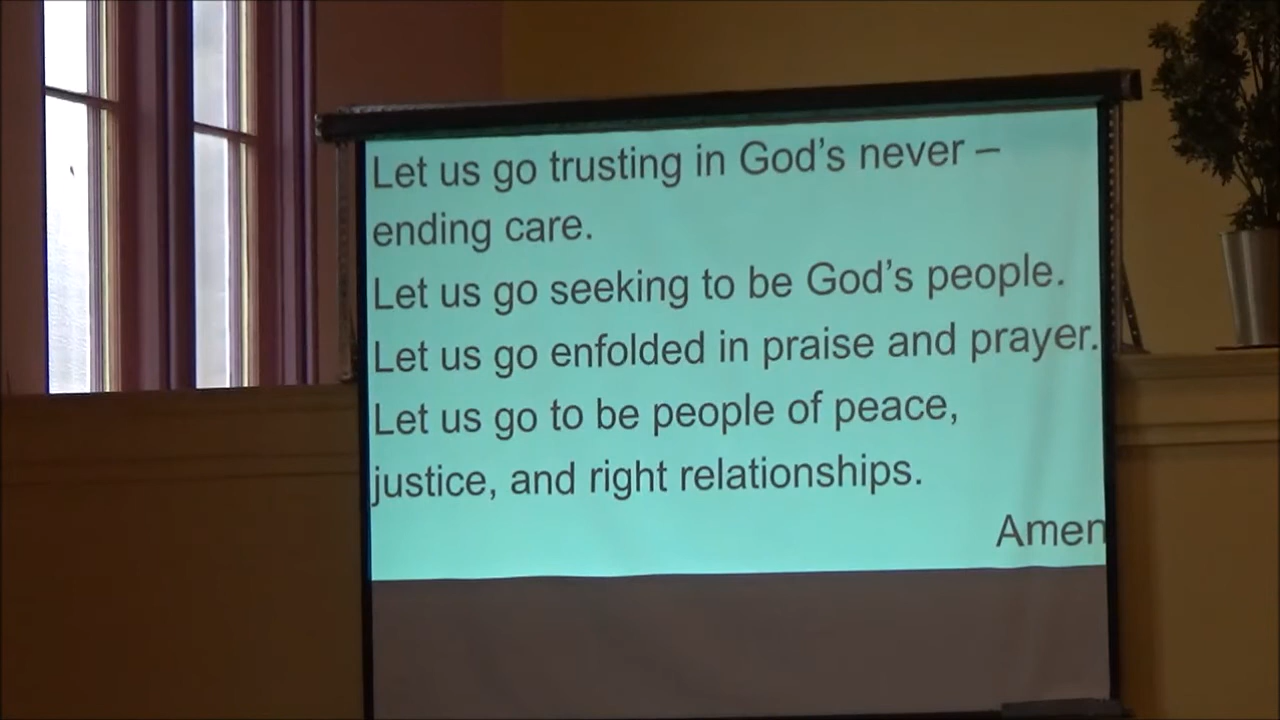 Let us go trusting in God's never –
ending care.
Let us go seeking to be God's people.
Let us go enfolded in praise and prayer.
Let us go to be people of peace,
justice, and right relationships.
Amen